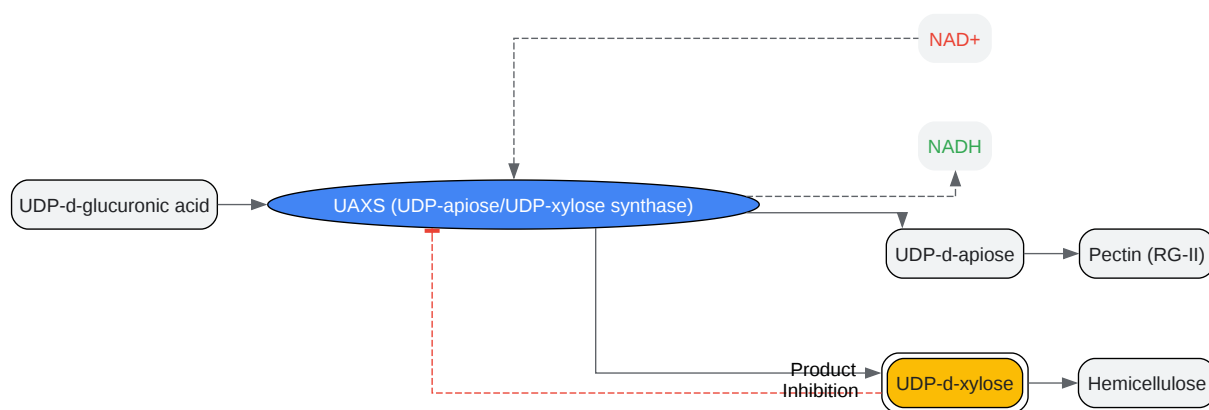 NAD+
NADH
UDP-d-glucuronic acid
UAXS (UDP-apiose/UDP-xylose synthase)
UDP-d-apiose
Pectin (RG-II)
Product
Inhibition
UDP-d-xylose
Hemicellulose